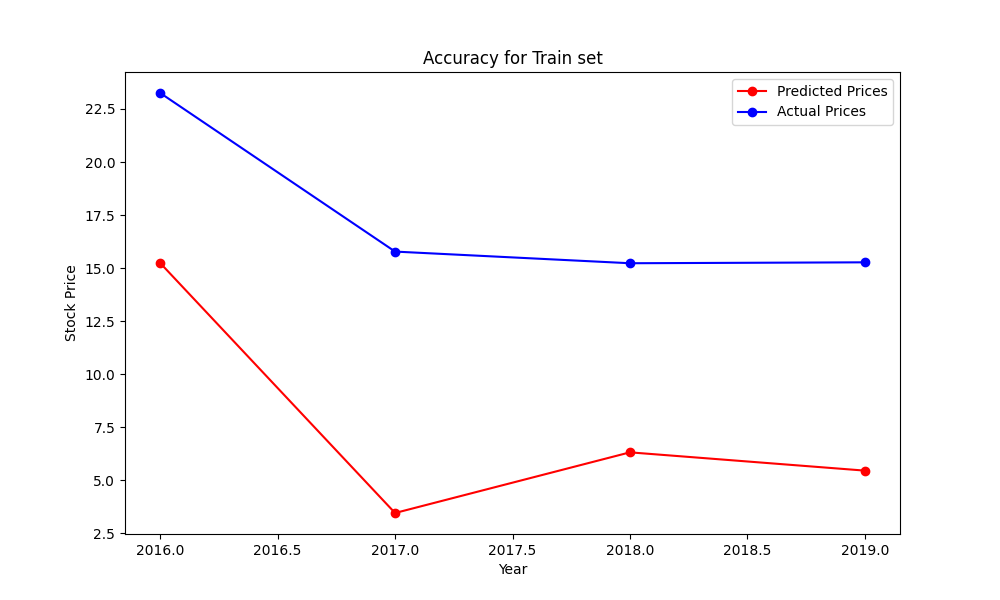 Accuracy for Train set
Predicted Prices
Actual Prices
22.5
20.0
17.5
15.0
12.5
10.0
7.5
5.0
2.5
Stock Price
2016.0 2016.5 2017.0 2017.5 2018.0 2018.5 2019.0
Year